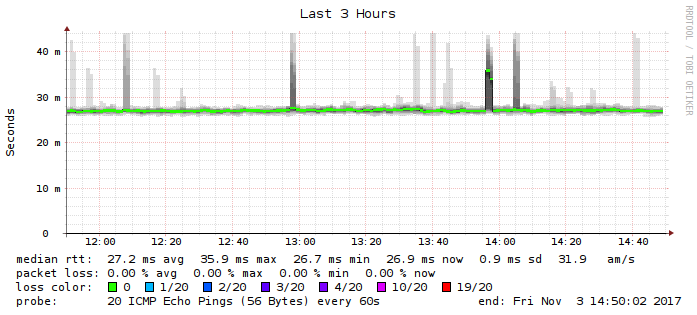 Last 3 Hours
RRDTOOL / TOBI OETIKER
Seconds
40 m
30 m
20 m
10 m
0
12:00 12:20 12:40 13:00 13:20 13:40 14:00 14:20 14:40
median rtt: 27.2 ms avg 35.9 ms max 26.7 ms min 26.9 ms now 0.9 ms sd 31.9 am/s
packet loss: 0.00 % avg 0.00 % max 0.00 % min 0.00 % now
loss color: 0 1/20 2/20 3/20 4/20 10/20 19/20
probe: 20 ICMP Echo Pings (56 Bytes) every 60s end: Fri Nov 3 14:50:02 2017